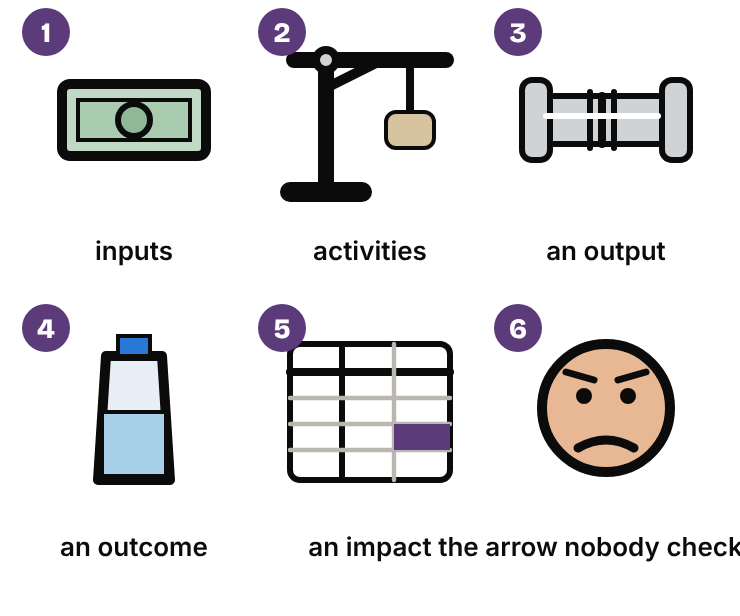 1
2
3
inputs
activities
an output
4
5
6
an outcome
an impact the arrow nobody check